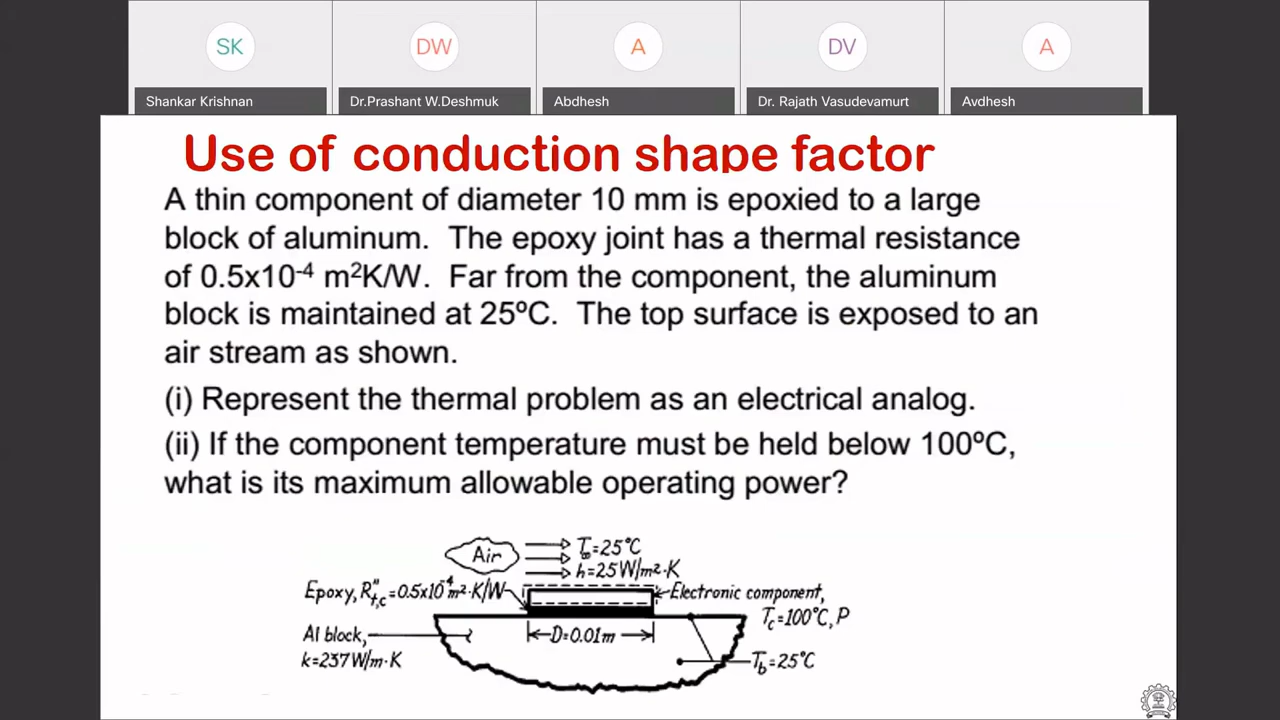 SK
DW
A
DV
A
Shankar Krishnan
Dr.Prashant W.Deshmuk
Abdhesh
Dr. Rajath Vasudevamurt
Avdhesh
Use of conduction shape factor
A thin component of diameter 10 mm is epoxied to a large
block of aluminum. The epoxy joint has a thermal resistance
of 0.5x10⁻⁴ m²K/W. Far from the component, the aluminum
block is maintained at 25ºC. The top surface is exposed to an
air stream as shown.
(i) Represent the thermal problem as an electrical analog.
(ii) If the component temperature must be held below 100ºC,
what is its maximum allowable operating power?
Air
T∞=25°C
h=25W/m²·K
Epoxy, R″t,c=0.5x10⁻⁴m²·K/W
Electronic component,
Tc=100°C, P
Al block,
k=237W/m·K
D=0.01m
Tb=25°C